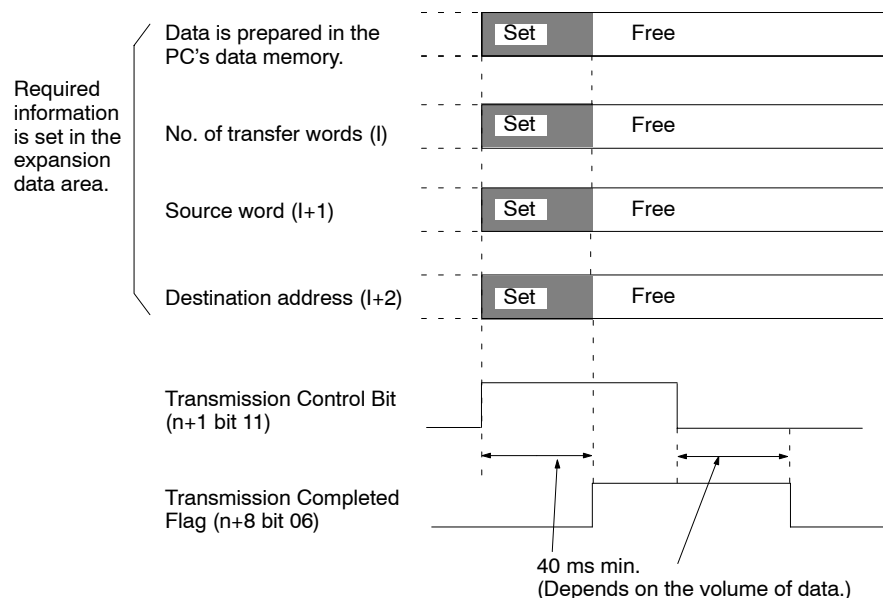 Required
information
is set in the
expansion
data area.
Data is prepared in the
PC's data memory.
Set Free
No. of transfer words (I)
Set Free
Source word (I+1)
Set Free
Destination address (I+2)
Set Free
Transmission Control Bit
(n+1 bit 11)
Transmission Completed
Flag (n+8 bit 06)
40 ms min.
(Depends on the volume of data.)